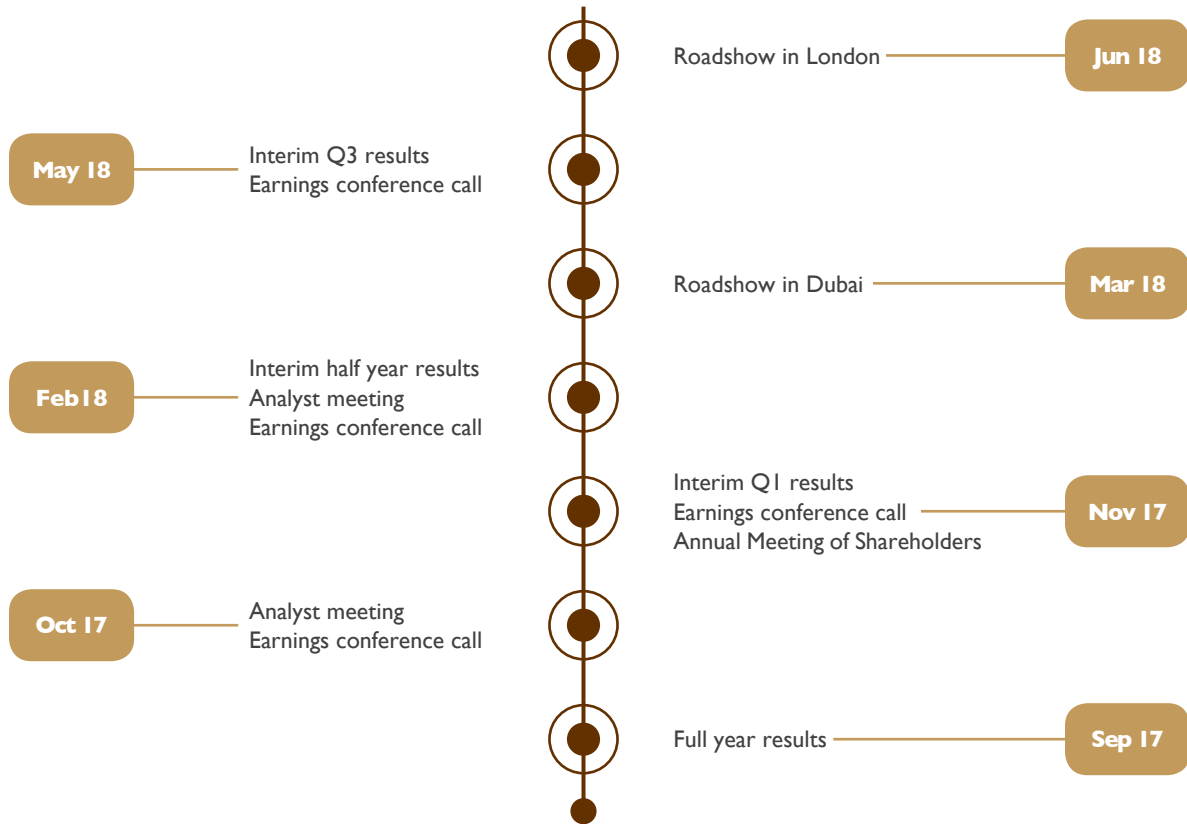 Roadshow in London
Jun 18
May 18
Interim Q3 results
Earnings conference call
Roadshow in Dubai
Mar 18
Feb18
Interim half year results
Analyst meeting
Earnings conference call
Interim Q1 results
Earnings conference call
Annual Meeting of Shareholders
Nov 17
Oct 17
Analyst meeting
Earnings conference call
Full year results
Sep 17